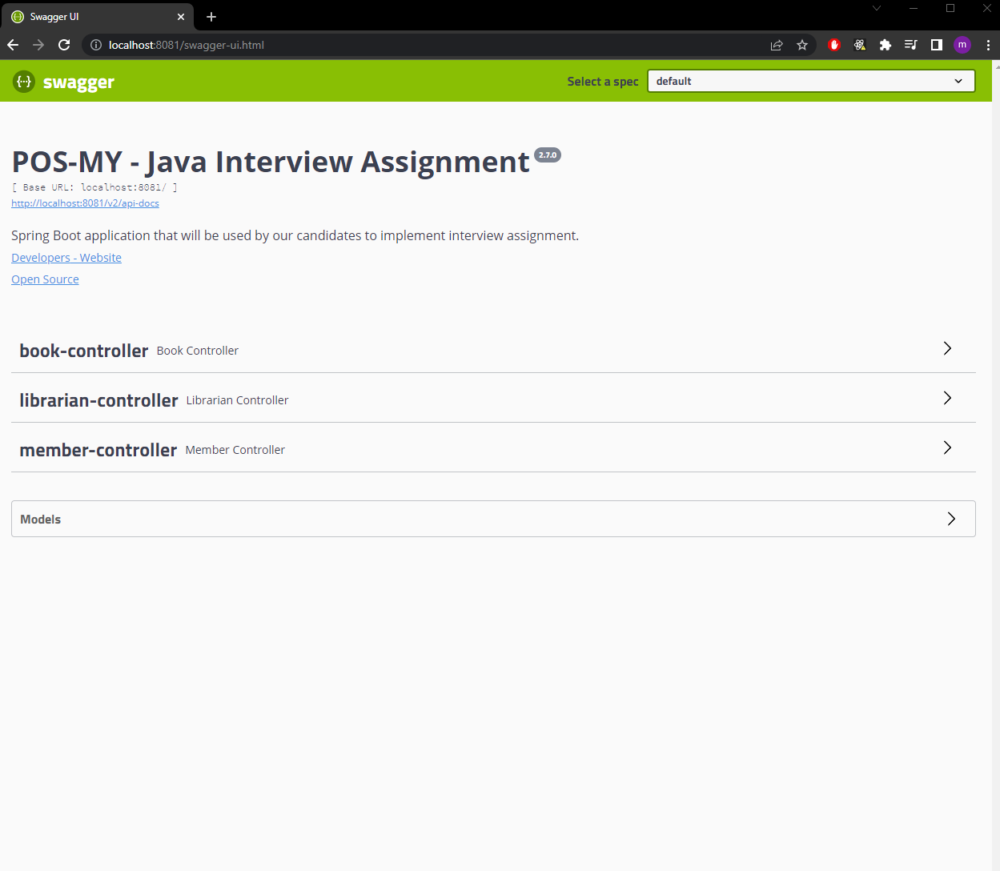 Swagger UI
localhost:8081/swagger-ui.html
m
{··}
swagger
Select a spec
default
POS-MY - Java Interview Assignment 2.7.0
[ Base URL: localhost:8081/ ]
http://localhost:8081/v2/api-docs
Spring Boot application that will be used by our candidates to implement interview assignment.
Developers - Website
Open Source
book-controller Book Controller
librarian-controller Librarian Controller
member-controller Member Controller
Models